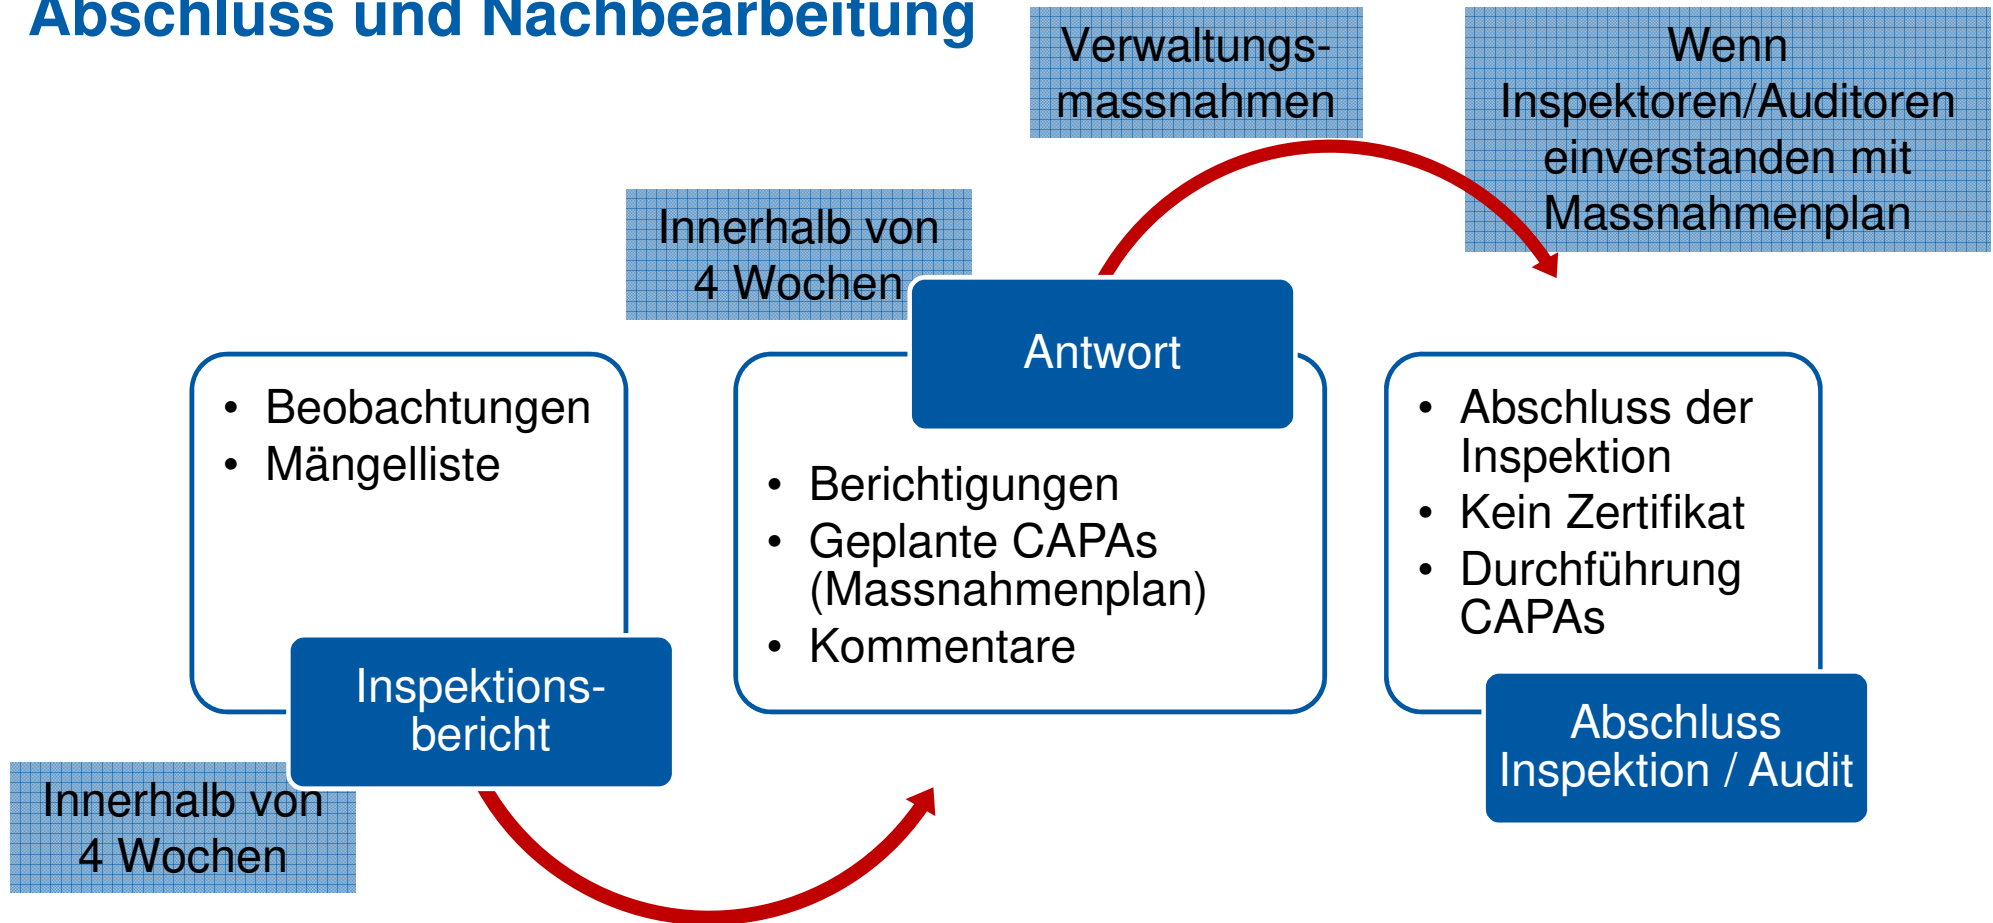 Abschluss und Nachbearbeitung
Verwaltungs-
massnahmen
Wenn
Inspektoren/Auditoren
einverstanden mit
Massnahmenplan
Innerhalb von
4 Wochen
Antwort
• Beobachtungen
• Mängelliste
Inspektions-
bericht
Innerhalb von
4 Wochen
• Berichtigungen
• Geplante CAPAs
(Massnahmenplan)
• Kommentare
• Abschluss der
Inspektion
• Kein Zertifikat
• Durchführung
CAPAs
Abschluss
Inspektion / Audit